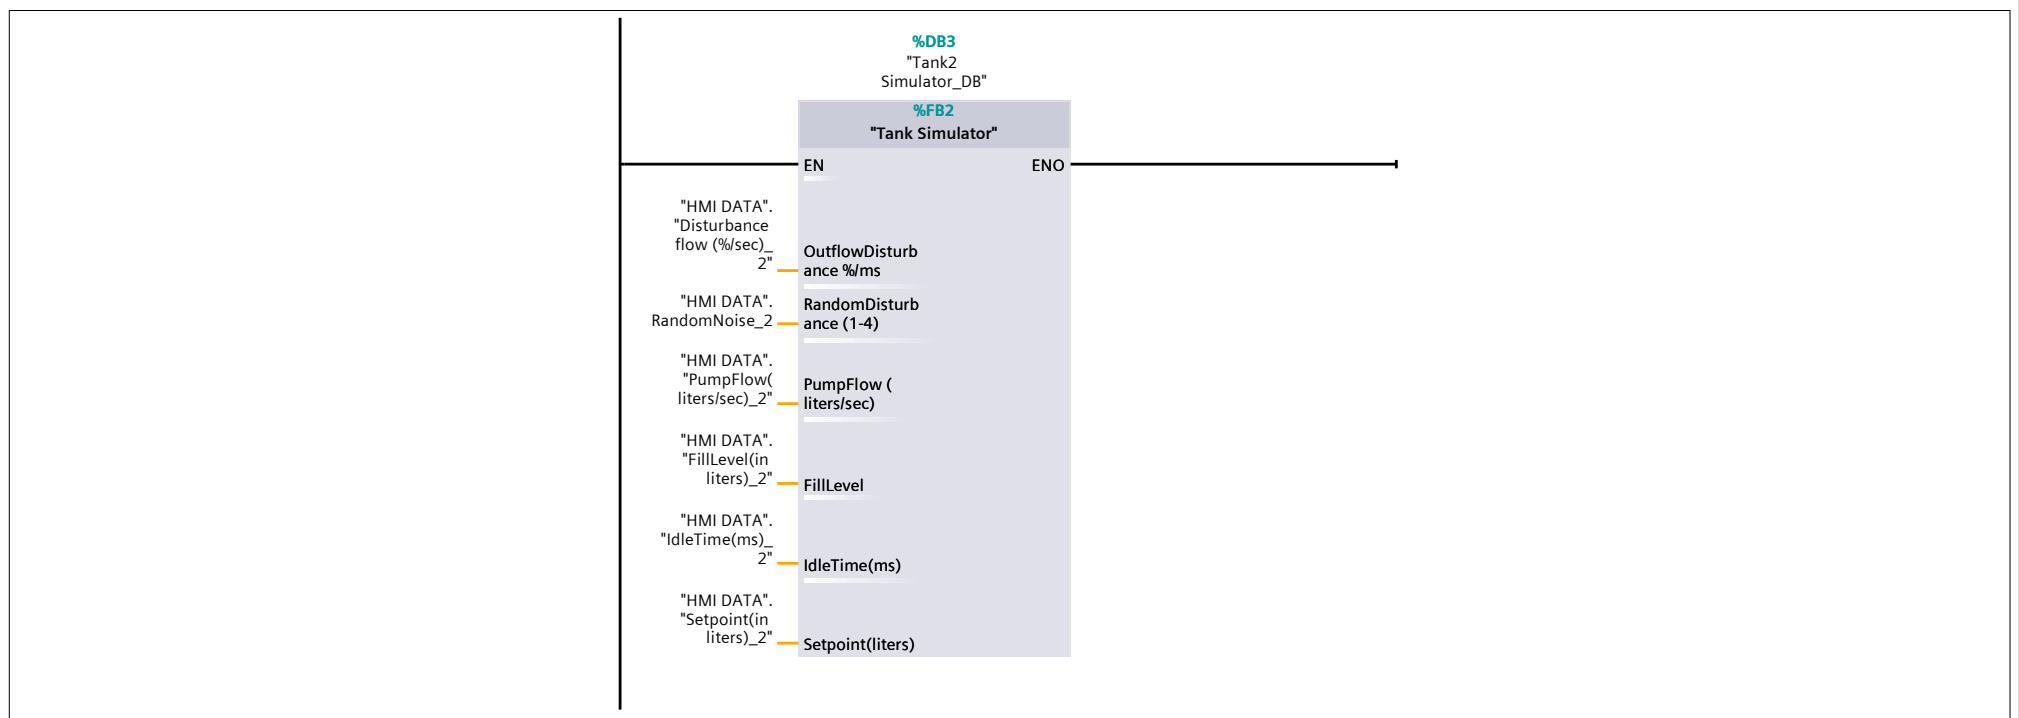 %DB3
"Tank2
Simulator_DB"
%FB2
"Tank Simulator"
EN
ENO
"HMI DATA".
"Disturbance
flow (%/sec)_
2"
OutflowDisturb
ance %/ms
"HMI DATA".
RandomNoise_2
RandomDisturb
ance (1-4)
"HMI DATA".
"PumpFlow(
liters/sec)_2"
PumpFlow (
liters/sec)
"HMI DATA".
"FillLevel(in
liters)_2"
FillLevel
"HMI DATA".
"IdleTime(ms)_
2"
IdleTime(ms)
"HMI DATA".
"Setpoint(in
liters)_2"
Setpoint(liters)